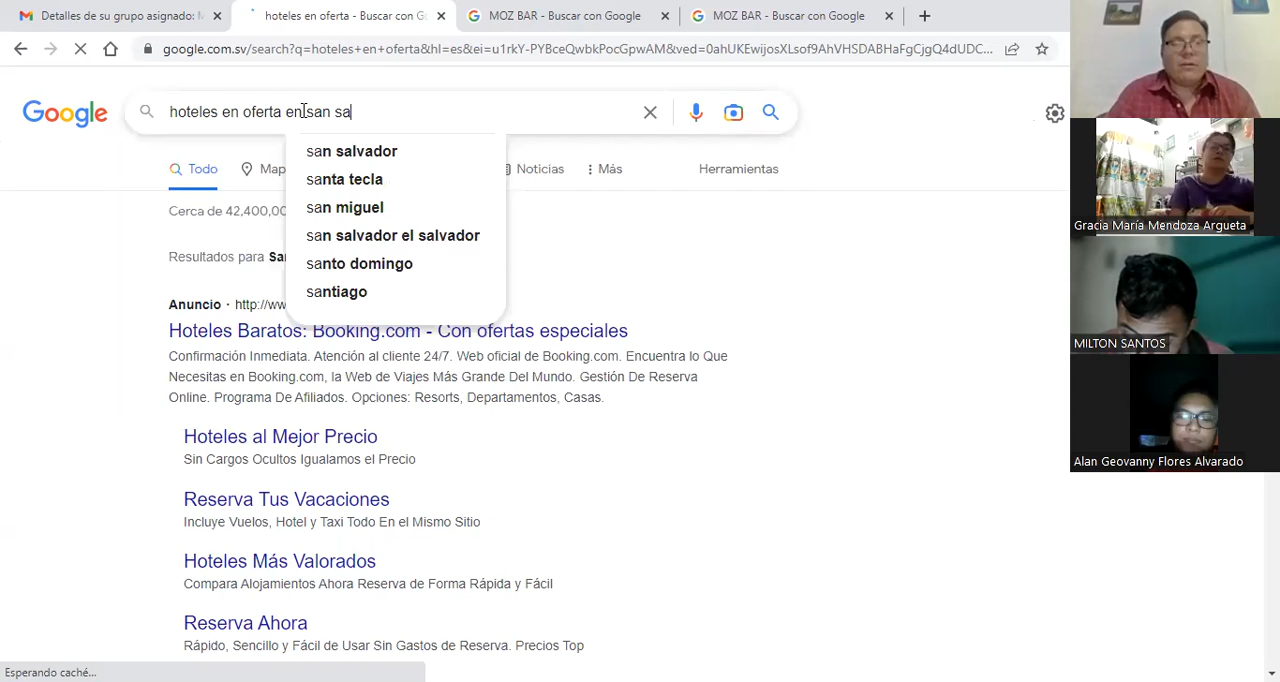 Detalles de su grupo asignado: M
hoteles en oferta - Buscar con Go
MOZ BAR - Buscar con Google
MOZ BAR - Buscar con Google
google.com.sv/search?q=hoteles+en+oferta&hl=es&ei=u1rkY-PYBceQwbkPocGpwAM&ved=0ahUKEwijosXLsof9AhVHSDABHaFgCjgQ4dUDC...
Google
hoteles en oferta en san sa
san salvador
santa tecla
san miguel
san salvador el salvador
santo domingo
santiago
Todo
Map
Noticias
Más
Herramientas
Cerca de 42,400,00
Resultados para San
Anuncio · http://ww
Hoteles Baratos: Booking.com - Con ofertas especiales
Confirmación Inmediata. Atención al cliente 24/7. Web oficial de Booking.com. Encuentra lo Que
Necesitas en Booking.com, la Web de Viajes Más Grande Del Mundo. Gestión De Reserva
Online. Programa De Afiliados. Opciones: Resorts, Departamentos, Casas.
Hoteles al Mejor Precio
Sin Cargos Ocultos Igualamos el Precio
Reserva Tus Vacaciones
Incluye Vuelos, Hotel y Taxi Todo En el Mismo Sitio
Hoteles Más Valorados
Compara Alojamientos Ahora Reserva de Forma Rápida y Fácil
Reserva Ahora
Rápido, Sencillo y Fácil de Usar Sin Gastos de Reserva. Precios Top
Esperando caché...
Gracia María Mendoza Argueta
MILTON SANTOS
Alan Geovanny Flores Alvarado